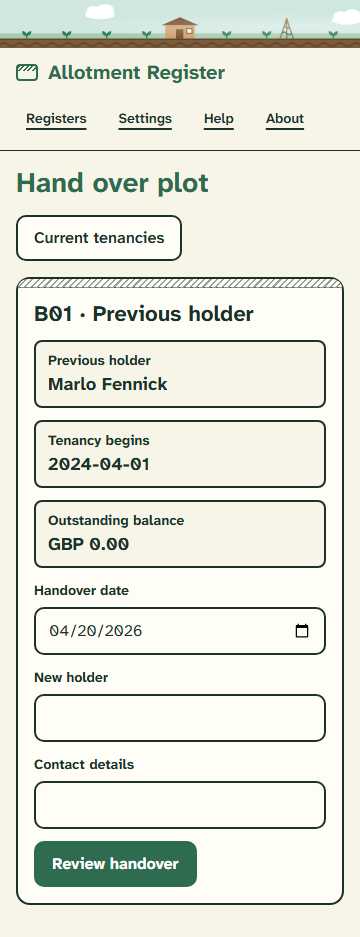 Allotment Register
Registers Settings Help About
Hand over plot
Current tenancies
B01 · Previous holder
Previous holder
Marlo Fennick
Tenancy begins
2024-04-01
Outstanding balance
GBP 0.00
Handover date
04/20/2026
New holder
Contact details
Review handover